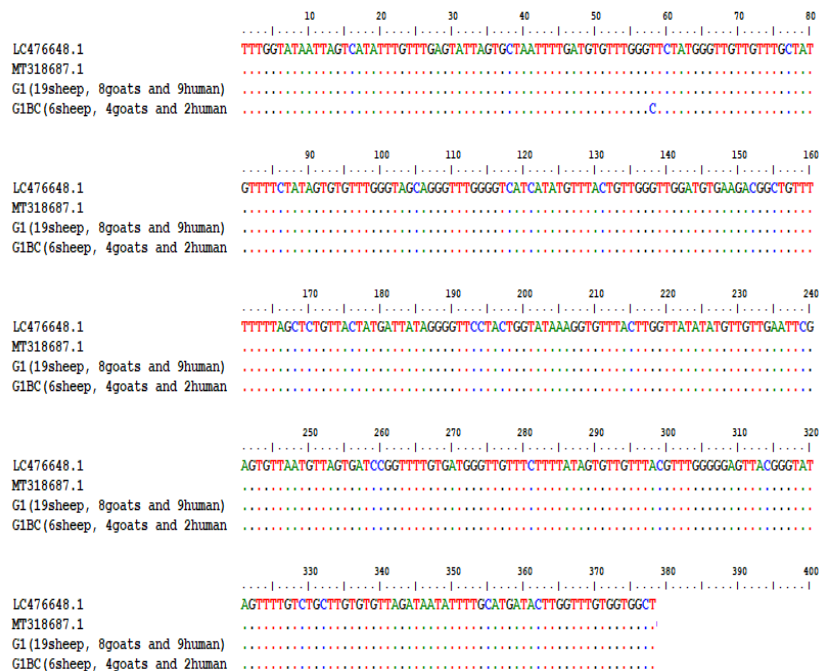 10 20 30 40 50 60 70 80
LC476648.1 TTTGGTATAATTAGTCATATTTGTTTGAGTATTAGTGCTAATTTTGATGTGTTTGGGTTCTATGGGTTGTTGTTTGCTAT
MT318687.1 ................................................................................
G1(19sheep, 8goats and 9human) ................................................................................
G1BC(6sheep, 4goats and 2human .........................................................C......................
90 100 110 120 130 140 150 160
LC476648.1 GTTTTCTATAGTGTGTTTGGGTAGCAGGGTTTGGGGTCATCATATGTTTACTGTTGGGTTGGATGTGAAGACGGCTGTTT
MT318687.1 ................................................................................
G1(19sheep, 8goats and 9human) ................................................................................
G1BC(6sheep, 4goats and 2human ................................................................................
170 180 190 200 210 220 230 240
LC476648.1 TTTTTAGCTCTGTTACTATGATTATAGGGGTTCCTACTGGTATAAAGGTGTTTACTTGGTTATATATGTTGTTGAATTCG
MT318687.1 ................................................................................
G1(19sheep, 8goats and 9human) ................................................................................
G1BC(6sheep, 4goats and 2human ................................................................................
250 260 270 280 290 300 310 320
LC476648.1 AGTGTTAATGTTAGTGATCCGGTTTTGTGATGGGTTGTTTCTTTTATAGTGTTGTTTACGTTTGGGGGAGTTACGGGTAT
MT318687.1 ................................................................................
G1(19sheep, 8goats and 9human) ................................................................................
G1BC(6sheep, 4goats and 2human ................................................................................
330 340 350 360 370 380 390 400
LC476648.1 AGTTTTGTCTGCTTGTGTGTTAGATAATATTTTGCATGATACTTGGTTTGTGGTGGCT
MT318687.1 ..........................................................
G1(19sheep, 8goats and 9human) ..........................................................
G1BC(6sheep, 4goats and 2human ..........................................................